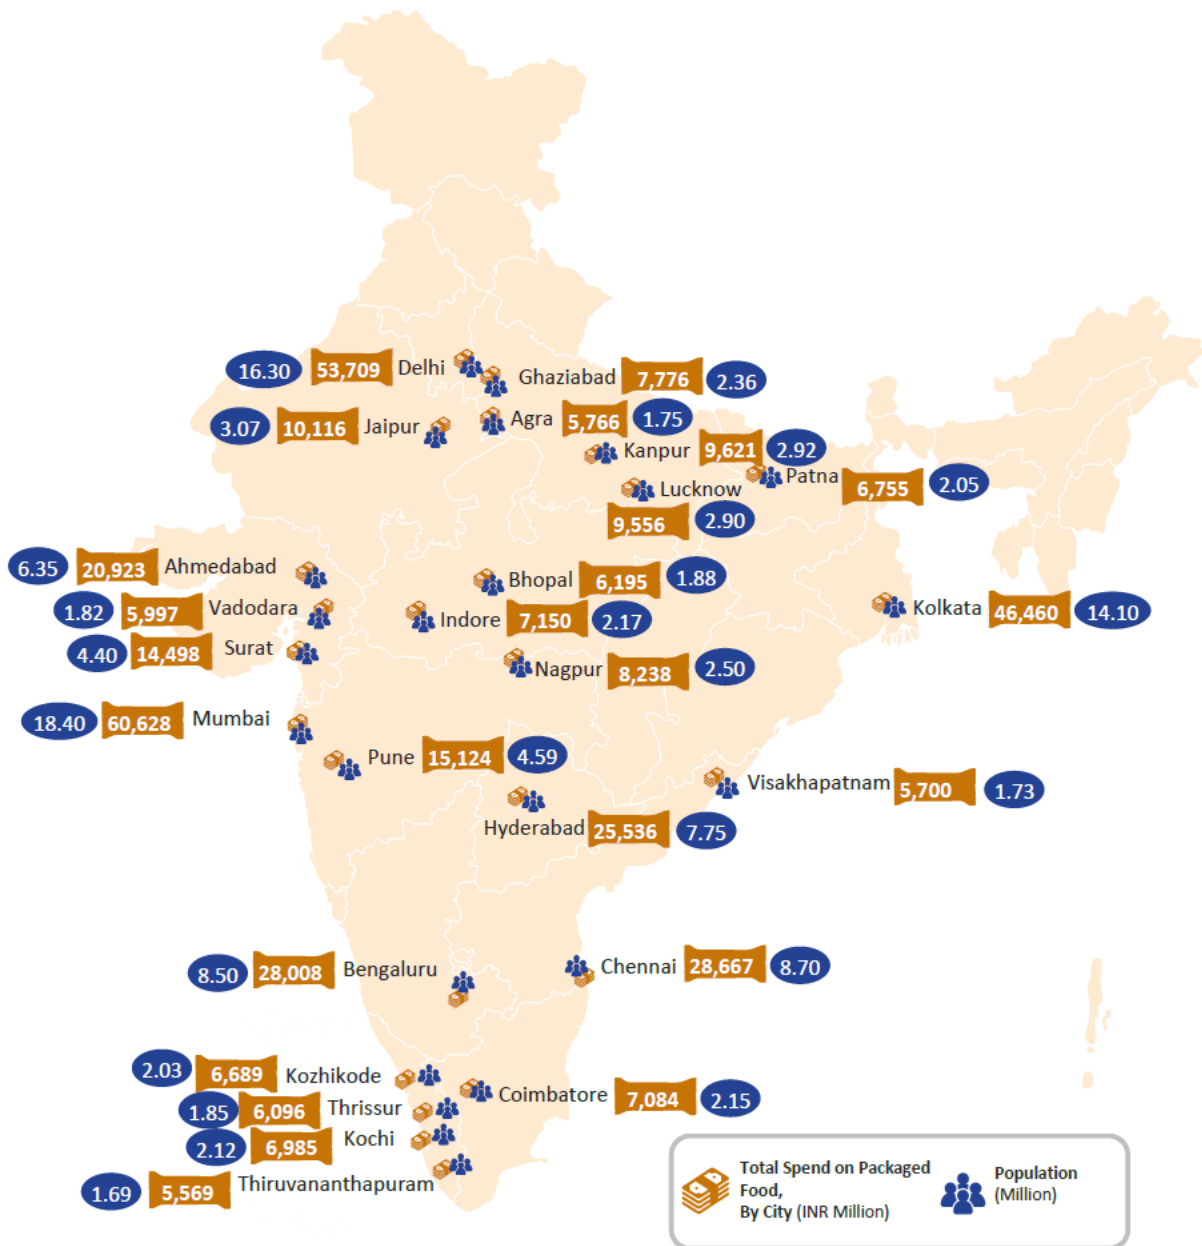 16.30 53,709 Delhi
Ghaziabad 7,776 2.36
3.07 10,116 Jaipur
Agra 5,766 1.75
Kanpur 9,621 2.92
Patna 6,755 2.05
Lucknow
9,556 2.90
6.35 20,923 Ahmedabad
Bhopal 6,195 1.88
1.82 5,997 Vadodara
Indore 7,150 2.17
Kolkata 46,460 14.10
4.40 14,498 Surat
Nagpur 8,238 2.50
18.40 60,628 Mumbai
Pune 15,124 4.59
Visakhapatnam 5,700 1.73
Hyderabad 25,536 7.75
8.50 28,008 Bengaluru
Chennai 28,667 8.70
2.03 6,689 Kozhikode
Coimbatore 7,084 2.15
1.85 6,096 Thrissur
2.12 6,985 Kochi
1.69 5,569 Thiruvananthapuram
Total Spend on Packaged
Food,
By City (INR Million)
Population
(Million)